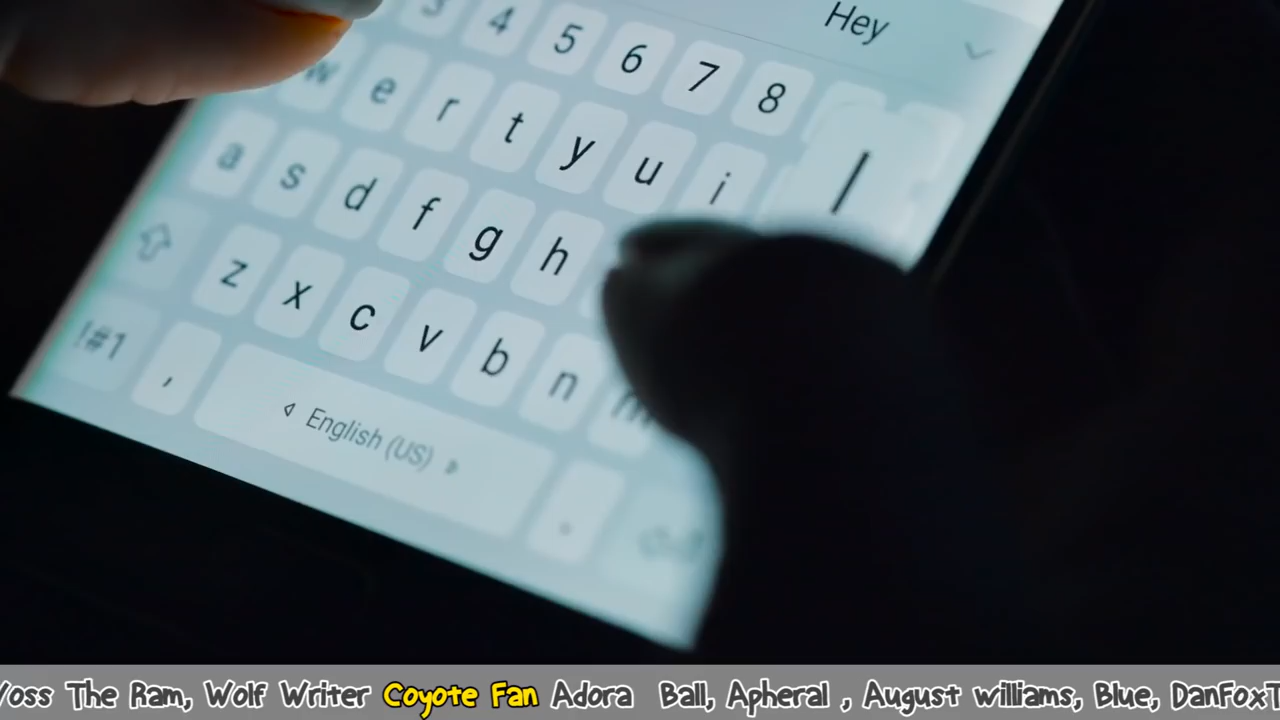 Hey
3 4 5 6 7 8
w e r t y u i l
a s d f g h
z x c v b n m
!#1 , English (US) .
Voss The Ram, Wolf Writer Coyote Fan Adora Ball, Apheral , August williams, Blue, DanFoxT